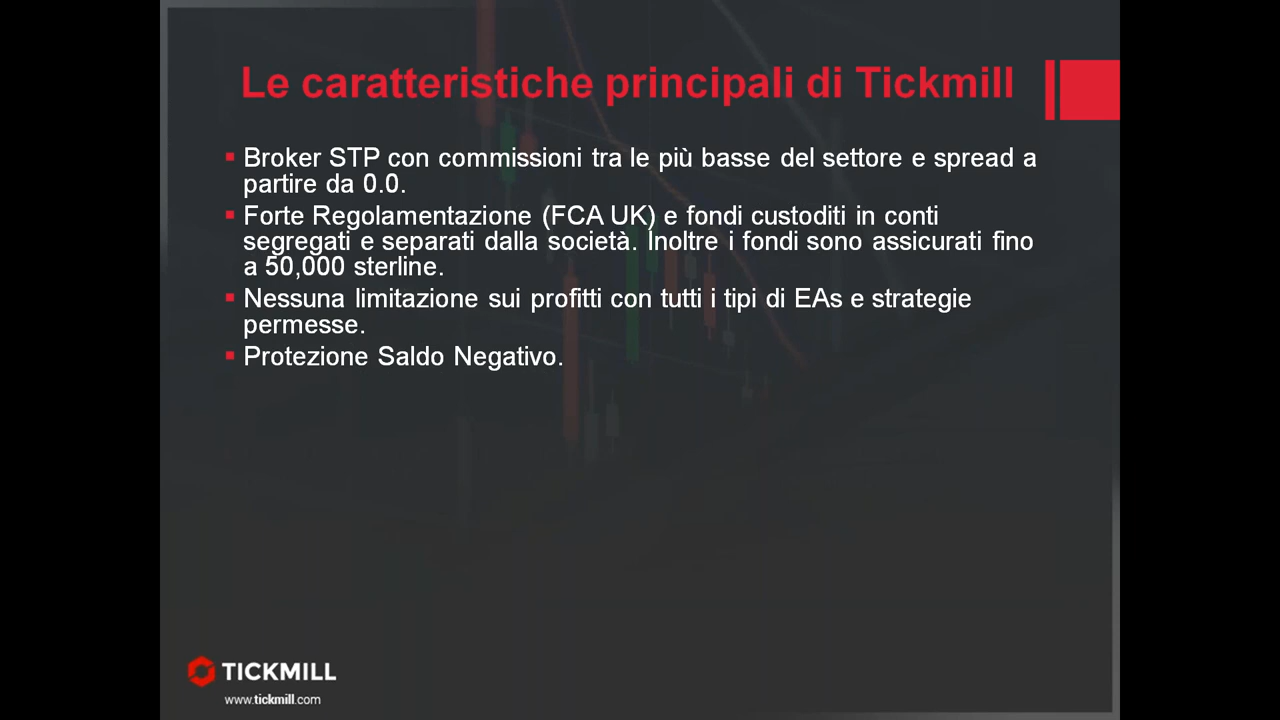 Le caratteristiche principali di Tickmill
▪ Broker STP con commissioni tra le più basse del settore e spread a
partire da 0.0.
▪ Forte Regolamentazione (FCA UK) e fondi custoditi in conti
segregati e separati dalla società. Inoltre i fondi sono assicurati fino
a 50,000 sterline.
▪ Nessuna limitazione sui profitti con tutti i tipi di EAs e strategie
permesse.
▪ Protezione Saldo Negativo.
TICKMILL
www.tickmill.com